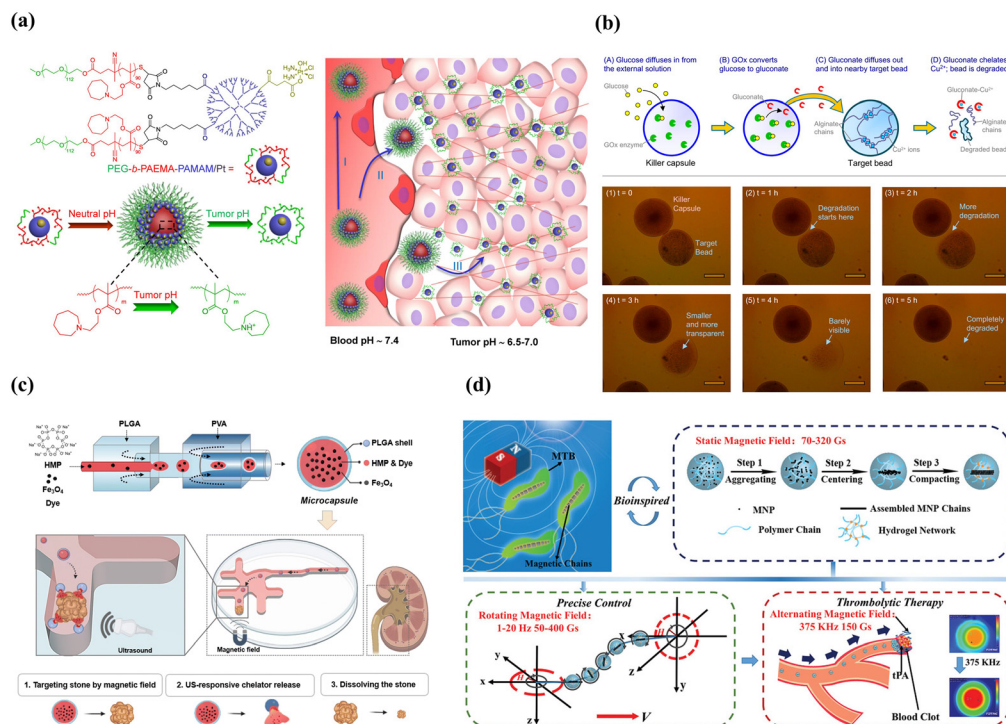 (a)
PEG-b-PAEMA-PAMAM/Pt =
Neutral pH
Tumor pH
Tumor pH
I
II
III
Blood pH ~ 7.4
Tumor pH ~ 6.5-7.0
(b)
(A) Glucose diffuses in from
the external solution
(B) GOx converts
glucose to gluconate
(C) Gluconate diffuses out
and into nearby target bead
(D) Gluconate chelates
Cu²⁺; bead is degraded
Glucose
GOx enzyme
Killer capsule
Gluconate
Alginate
chains
Cu²⁺ ions
Target bead
Gluconate-Cu²⁺
Alginate
chains
Degraded bead
(1) t = 0
Killer
Capsule
Target
Bead
(2) t = 1 h
Degradation
starts here
(3) t = 2 h
More
degradation
(4) t = 3 h
Smaller
and more
transparent
(5) t = 4 h
Barely
visible
(6) t = 5 h
Completely
degraded
(c)
PLGA
PVA
HMP
Fe₃O₄
Dye
PLGA shell
HMP & Dye
Fe₃O₄
Microcapsule
Ultrasound
Magnetic field
1. Targeting stone by magnetic field
2. US-responsive chelator release
3. Dissolving the stone
(d)
S
N
MTB
Magnetic Chains
Bioinspired
Static Magnetic Field: 70-320 Gs
Step 1
Aggregating
Step 2
Centering
Step 3
Compacting
MNP
Assembled MNP Chains
Polymer Chain
Hydrogel Network
Precise Control
Rotating Magnetic Field:
1-20 Hz 50-400 Gs
x
y
z
H
x
y
z
H
V
Thrombolytic Therapy
Alternating Magnetic Field:
375 KHz 150 Gs
tPA
Blood Clot
375 KHz